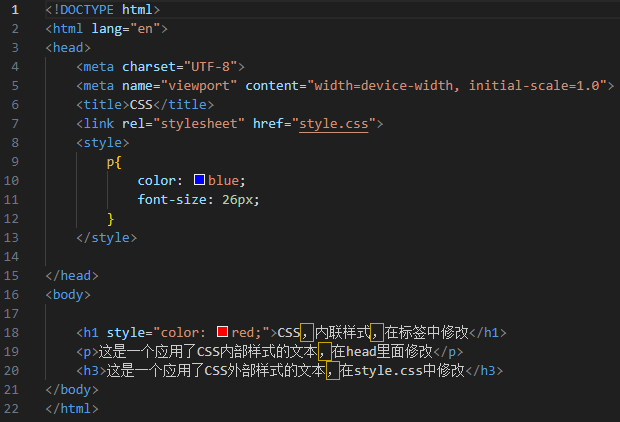 1 <!DOCTYPE html>
2 <html lang="en">
3 <head>
4     <meta charset="UTF-8">
5     <meta name="viewport" content="width=device-width, initial-scale=1.0">
6     <title>CSS</title>
7     <link rel="stylesheet" href="style.css">
8     <style>
9         p{
10             color: blue;
11             font-size: 26px;
12         }
13     </style>
14
15 </head>
16 <body>
17
18     <h1 style="color: red;">CSS，内联样式，在标签中修改</h1>
19     <p>这是一个应用了CSS内部样式的文本，在head里面修改</p>
20     <h3>这是一个应用了CSS外部样式的文本，在style.css中修改</h3>
21 </body>
22 </html>